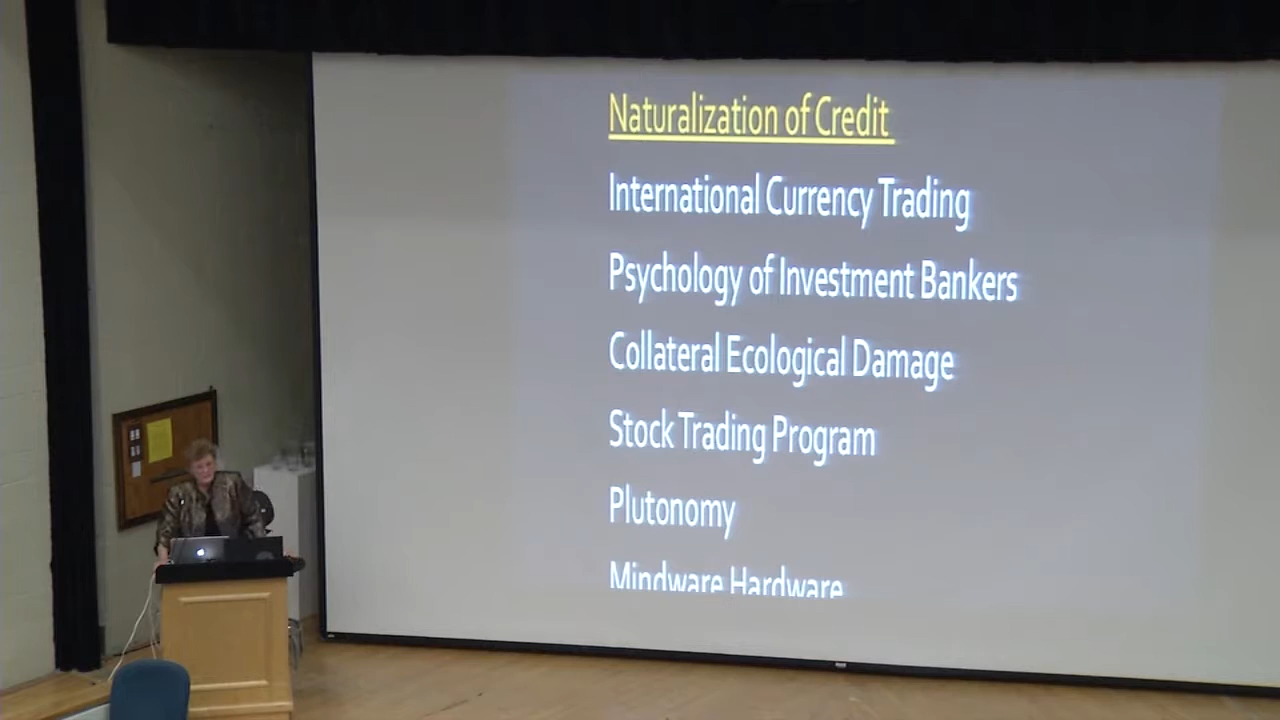 Naturalization of Credit
International Currency Trading
Psychology of Investment Bankers
Collateral Ecological Damage
Stock Trading Program
Plutonomy
Mindware Hardware